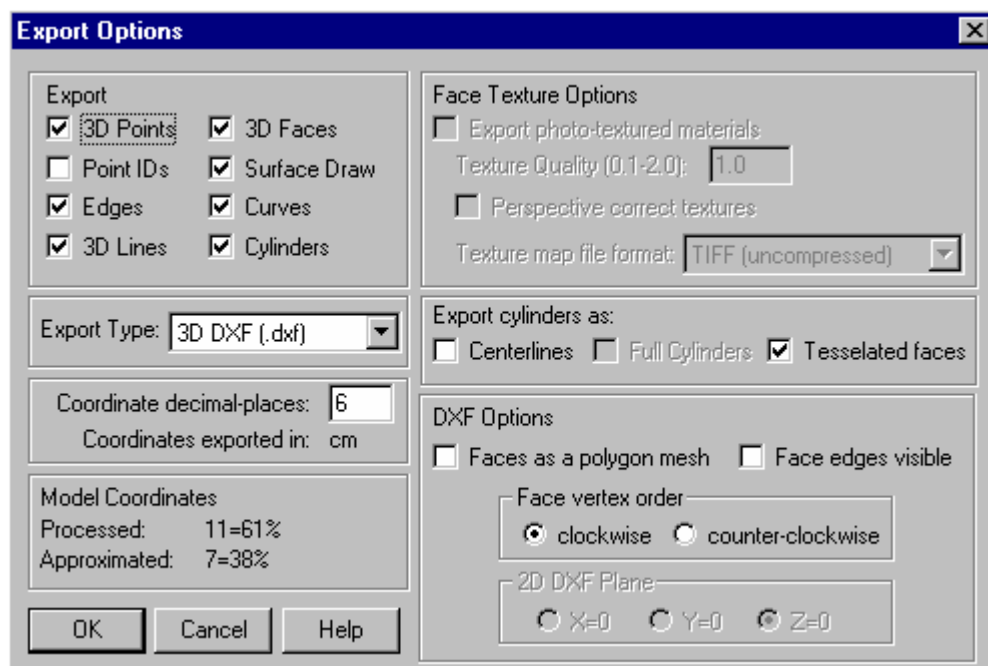 Export Options
Export
3D Points 3D Faces
Point IDs Surface Draw
Edges Curves
3D Lines Cylinders
Export Type: 3D DXF (.dxf)
Coordinate decimal-places: 6
Coordinates exported in: cm
Model Coordinates
Processed: 11=61%
Approximated: 7=38%
OK Cancel Help
Face Texture Options
Export photo-textured materials
Texture Quality (0.1-2.0): 1.0
Perspective correct textures
Texture map file format: TIFF (uncompressed)
Export cylinders as:
Centerlines Full Cylinders Tesselated faces
DXF Options
Faces as a polygon mesh Face edges visible
Face vertex order
clockwise counter-clockwise
2D DXF Plane
X=0 Y=0 Z=0